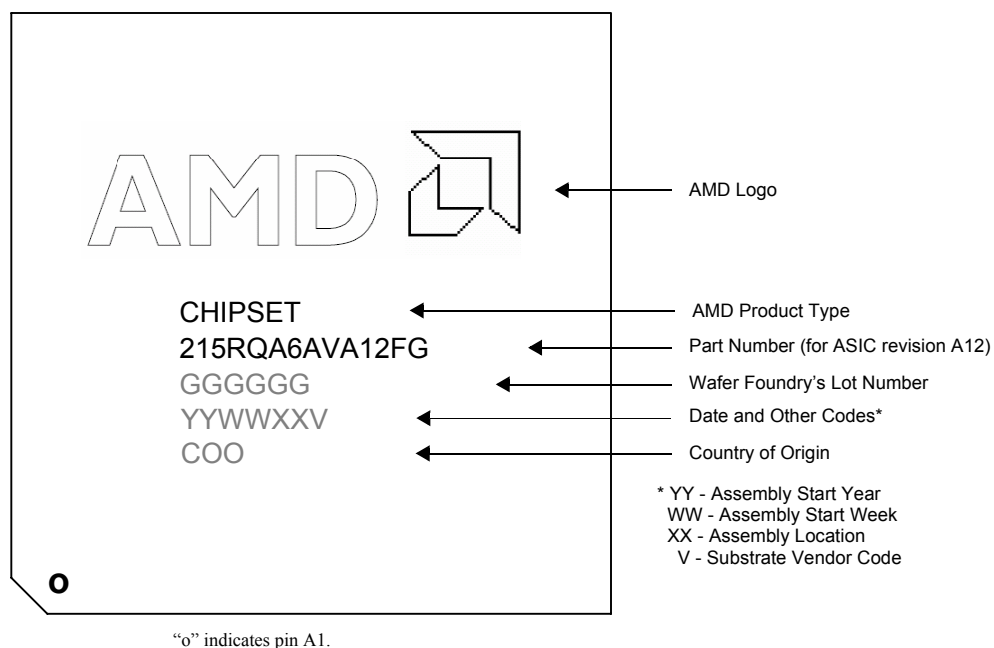 AMD
AMD Logo
CHIPSET
AMD Product Type
215RQA6AVA12FG
Part Number (for ASIC revision A12)
GGGGGG
Wafer Foundry's Lot Number
YYWWXXV
Date and Other Codes*
COO
Country of Origin
* YY - Assembly Start Year
WW - Assembly Start Week
XX - Assembly Location
V - Substrate Vendor Code
o
“o” indicates pin A1.